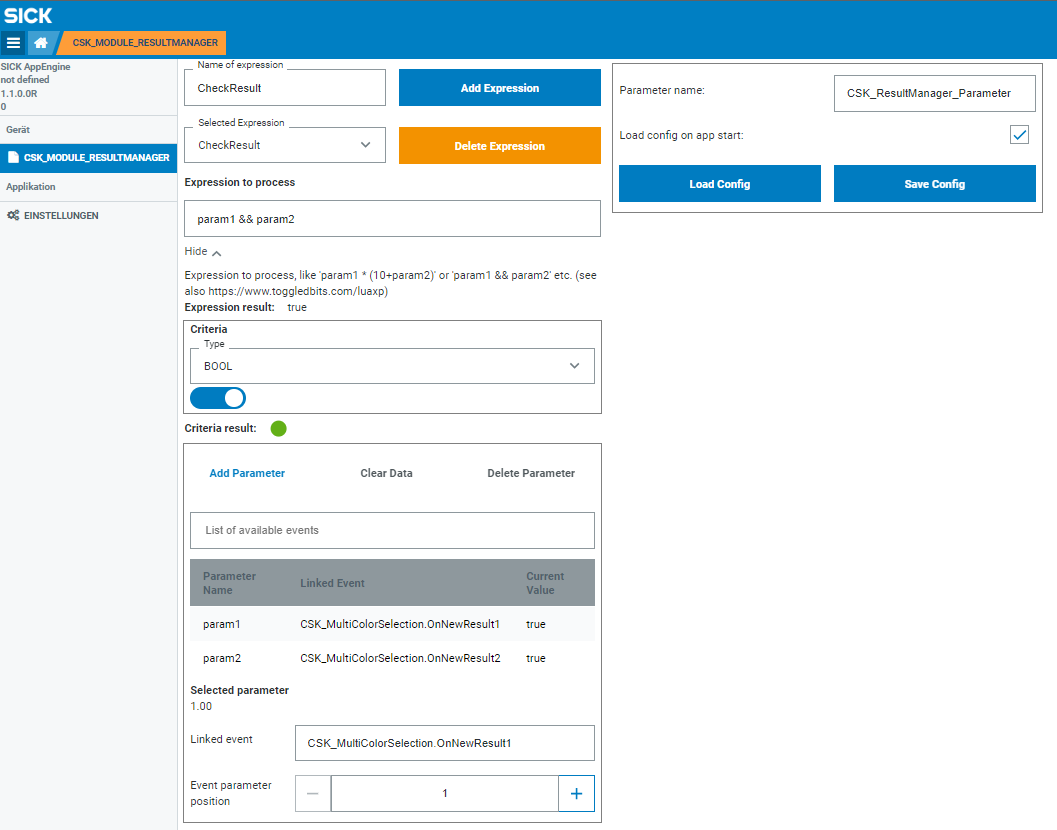 SICK
CSK_MODULE_RESULTMANAGER
SICK AppEngine
not defined
1.1.0.0R
0
Gerät
CSK_MODULE_RESULTMANAGER
Applikation
EINSTELLUNGEN
Name of expression
CheckResult
Add Expression
Selected Expression
CheckResult
Delete Expression
Expression to process
param1 && param2
Hide
Expression to process, like 'param1 * (10+param2)' or 'param1 && param2' etc. (see
also https://www.toggledbits.com/luaxp)
Expression result: true
Criteria
Type
BOOL
Criteria result:
Add Parameter Clear Data Delete Parameter
List of available events
Parameter Name Linked Event Current Value
param1 CSK_MultiColorSelection.OnNewResult1 true
param2 CSK_MultiColorSelection.OnNewResult2 true
Selected parameter
1.00
Linked event CSK_MultiColorSelection.OnNewResult1
Event parameter
position
1
Parameter name: CSK_ResultManager_Parameter
Load config on app start:
Load Config Save Config